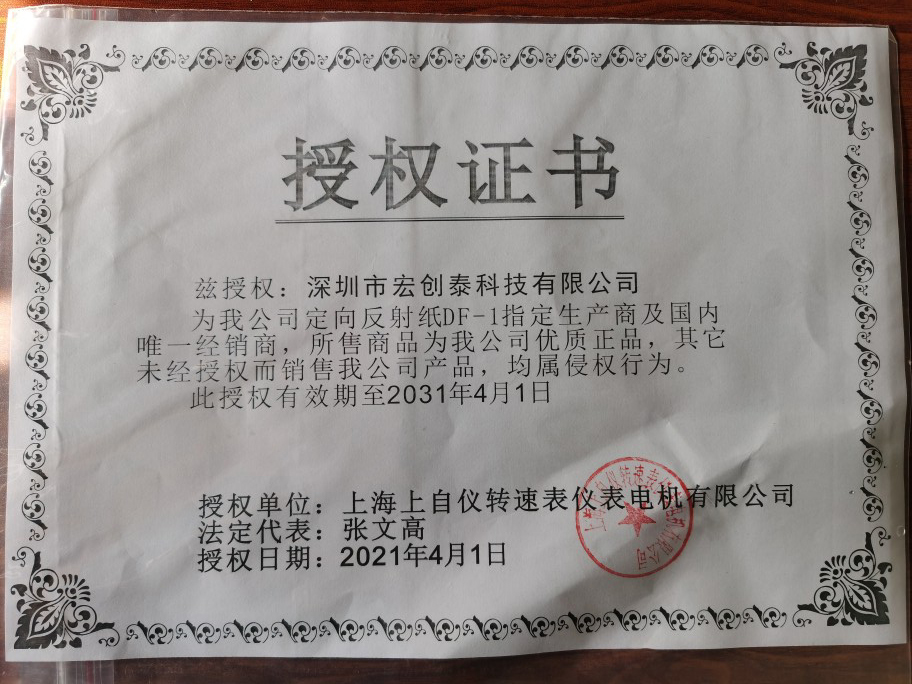 授权证书
兹授权：深圳市宏创泰科技有限公司
为我公司定向反射纸DF-1指定生产商及国内
唯一经销商，所售商品为我公司优质正品，其它
未经授权而销售我公司产品，均属侵权行为。
此授权有效期至2031年4月1日
授权单位：上海上自仪转速表仪表电机有限公司
法定代表：张文高
授权日期：2021年4月1日